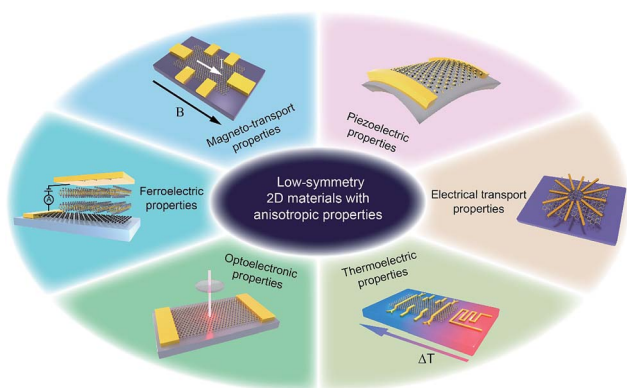 I
B
Magneto-transport
properties
Piezoelectric
properties
Ferroelectric
properties
A
Low-symmetry
2D materials with
anisotropic properties
Electrical transport
properties
Optoelectronic
properties
Thermoelectric
properties
ΔT